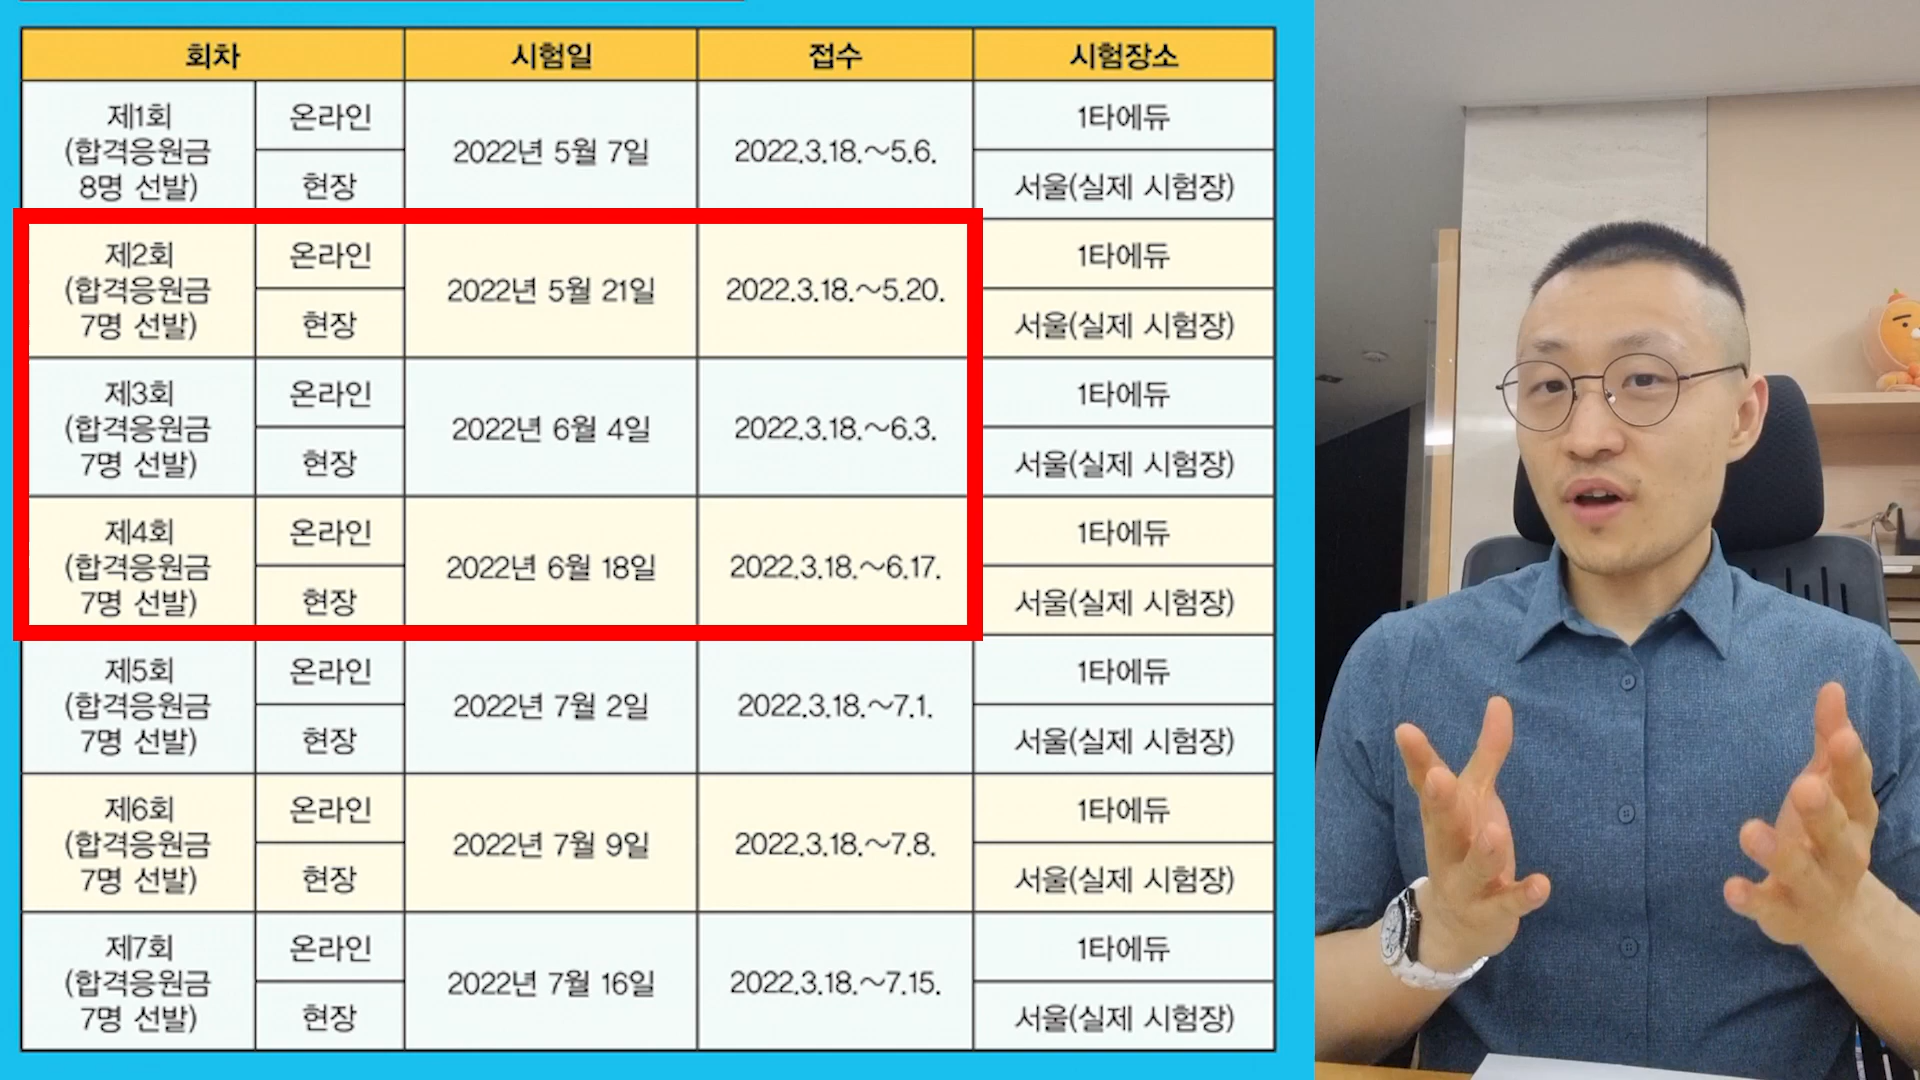 회차 시험일 접수 시험장소
제1회
(합격응원금
8명 선발)
온라인
현장
2022년 5월 7일
2022.3.18.~5.6.
1타에듀
서울(실제 시험장)
제2회
(합격응원금
7명 선발)
온라인
현장
2022년 5월 21일
2022.3.18.~5.20.
1타에듀
서울(실제 시험장)
제3회
(합격응원금
7명 선발)
온라인
현장
2022년 6월 4일
2022.3.18.~6.3.
1타에듀
서울(실제 시험장)
제4회
(합격응원금
7명 선발)
온라인
현장
2022년 6월 18일
2022.3.18.~6.17.
1타에듀
서울(실제 시험장)
제5회
(합격응원금
7명 선발)
온라인
현장
2022년 7월 2일
2022.3.18.~7.1.
1타에듀
서울(실제 시험장)
제6회
(합격응원금
7명 선발)
온라인
현장
2022년 7월 9일
2022.3.18.~7.8.
1타에듀
서울(실제 시험장)
제7회
(합격응원금
7명 선발)
온라인
현장
2022년 7월 16일
2022.3.18.~7.15.
1타에듀
서울(실제 시험장)